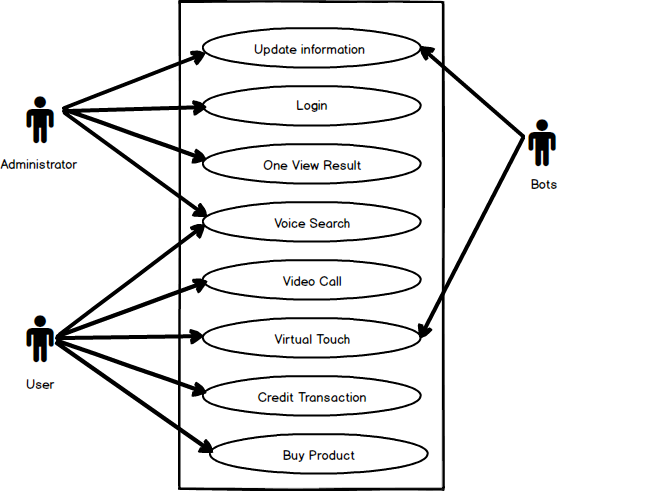 Update information
Login
Administrator
One View Result
Bots
Voice Search
Video Call
Virtual Touch
User
Credit Transaction
Buy Product